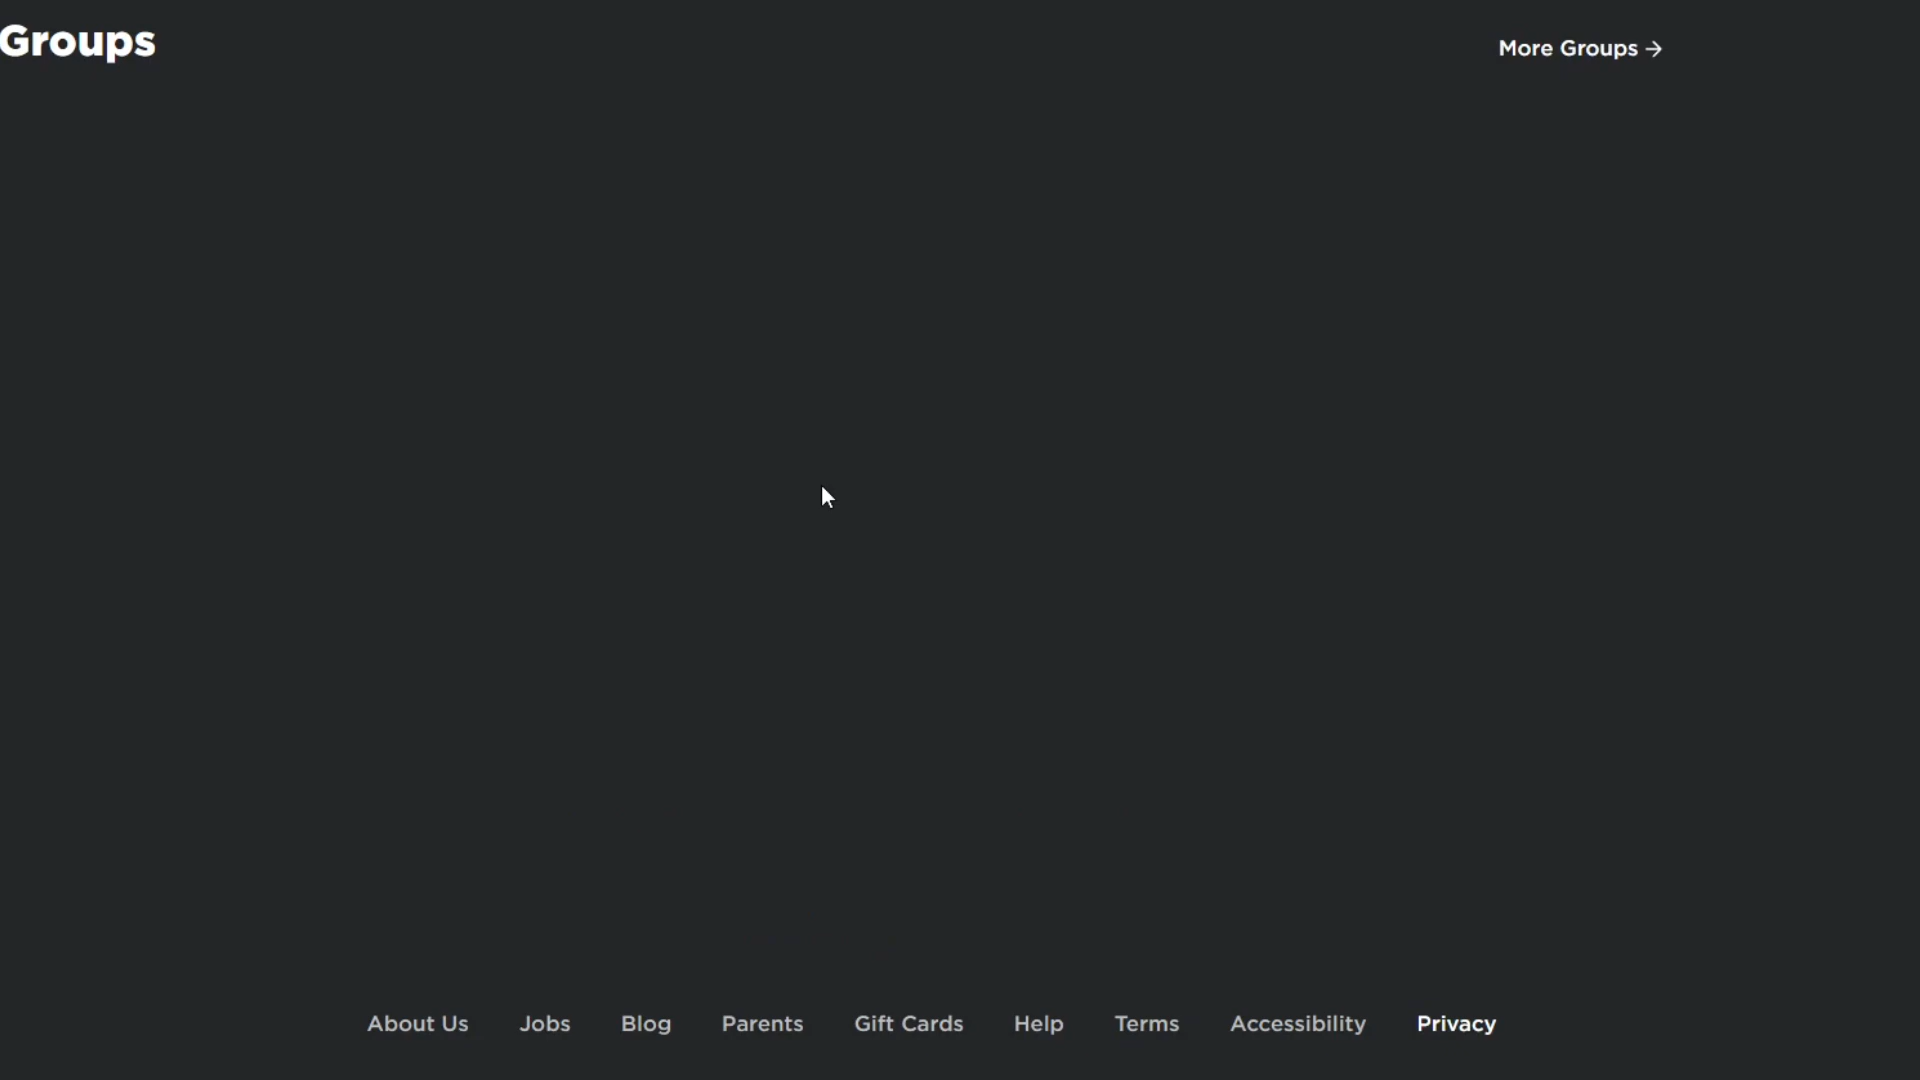 Groups
More Groups →
About Us Jobs Blog Parents Gift Cards Help Terms Accessibility Privacy